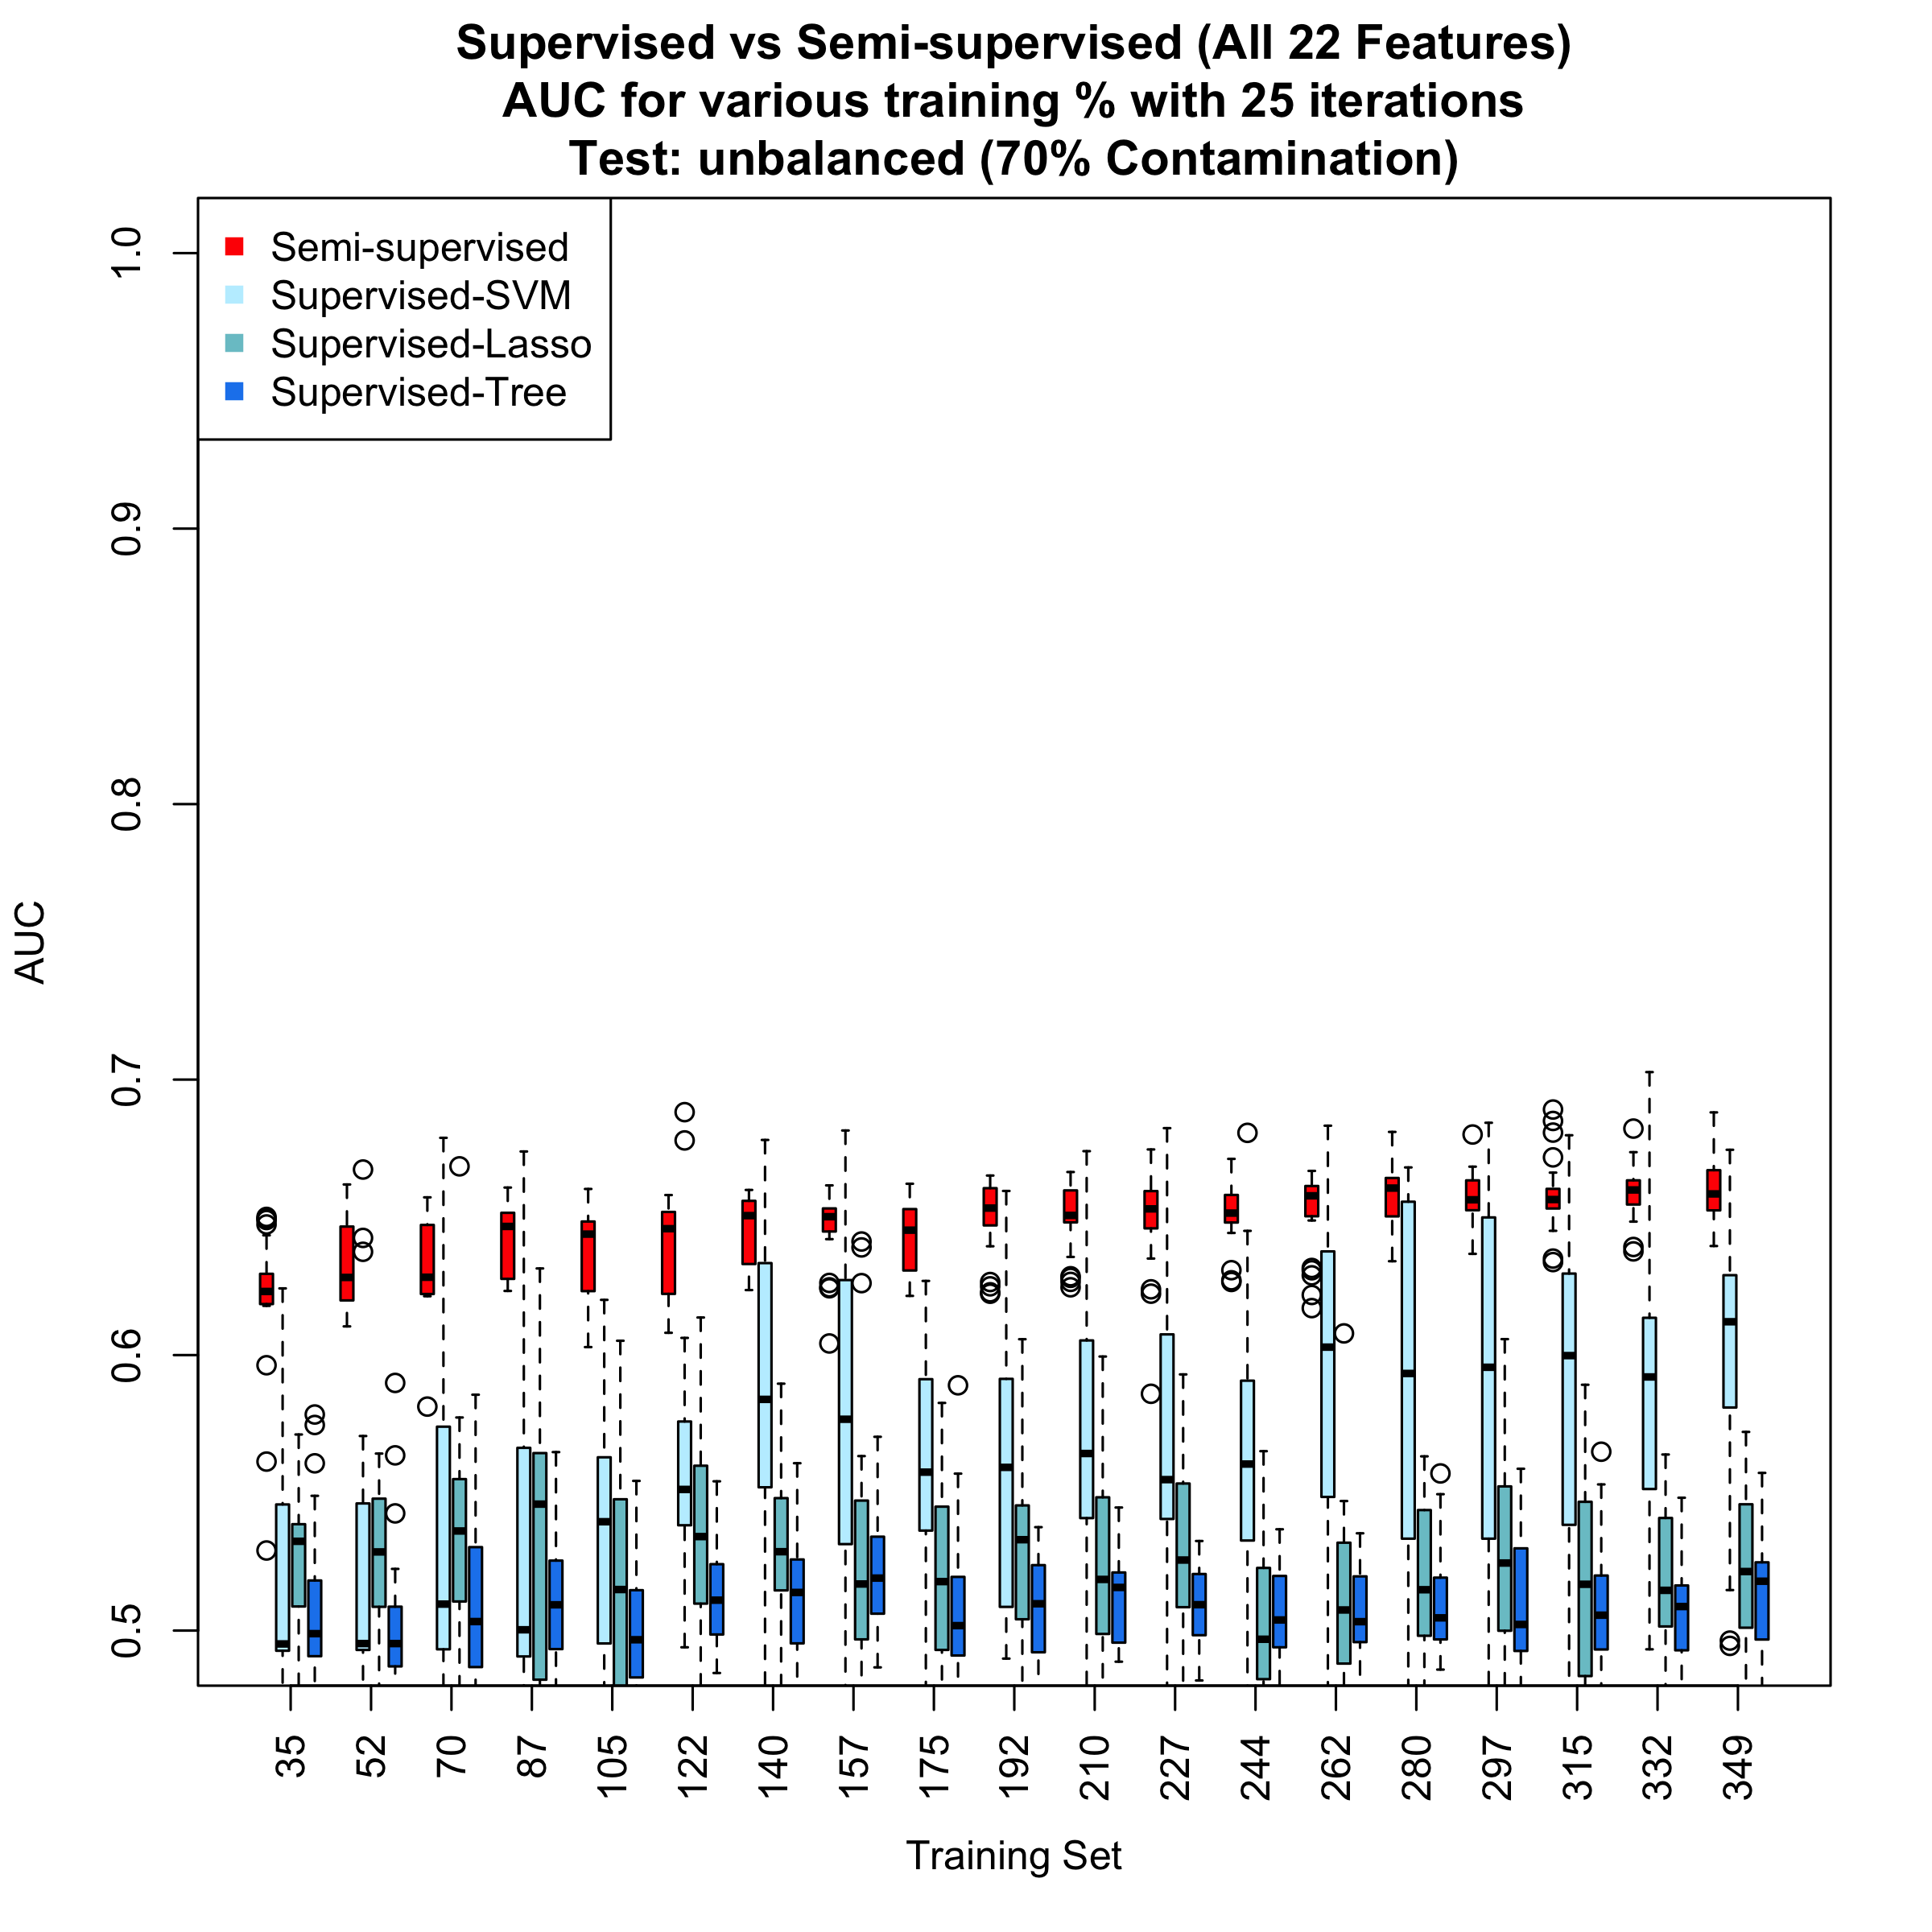 Supervised vs Semi-supervised (All 22 Features)
AUC for various training % with 25 iterations
Test: unbalanced (70% Contamination)
Semi-supervised
Supervised-SVM
Supervised-Lasso
Supervised-Tree
1.0
0.9
0.8
0.7
0.6
0.5
AUC
35 52 70 87 105 122 140 157 175 192 210 227 244 262 280 297 315 332 349
Training Set